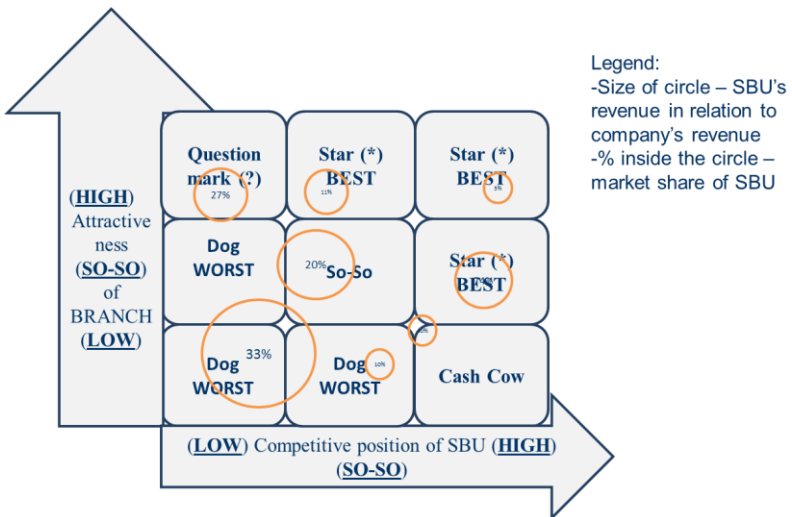 Legend:
-Size of circle – SBU's
revenue in relation to
company's revenue
-% inside the circle –
market share of SBU
(HIGH)
Attractive
ness
(SO-SO)
of
BRANCH
(LOW)
Question
mark (?)
27%
Star (*)
BEST
11%
Star (*)
BEST
Dog
WORST
20%
So-So
Star (*)
BEST
Dog
33%
WORST
Dog
10%
WORST
Cash Cow
(LOW) Competitive position of SBU (HIGH)
(SO-SO)